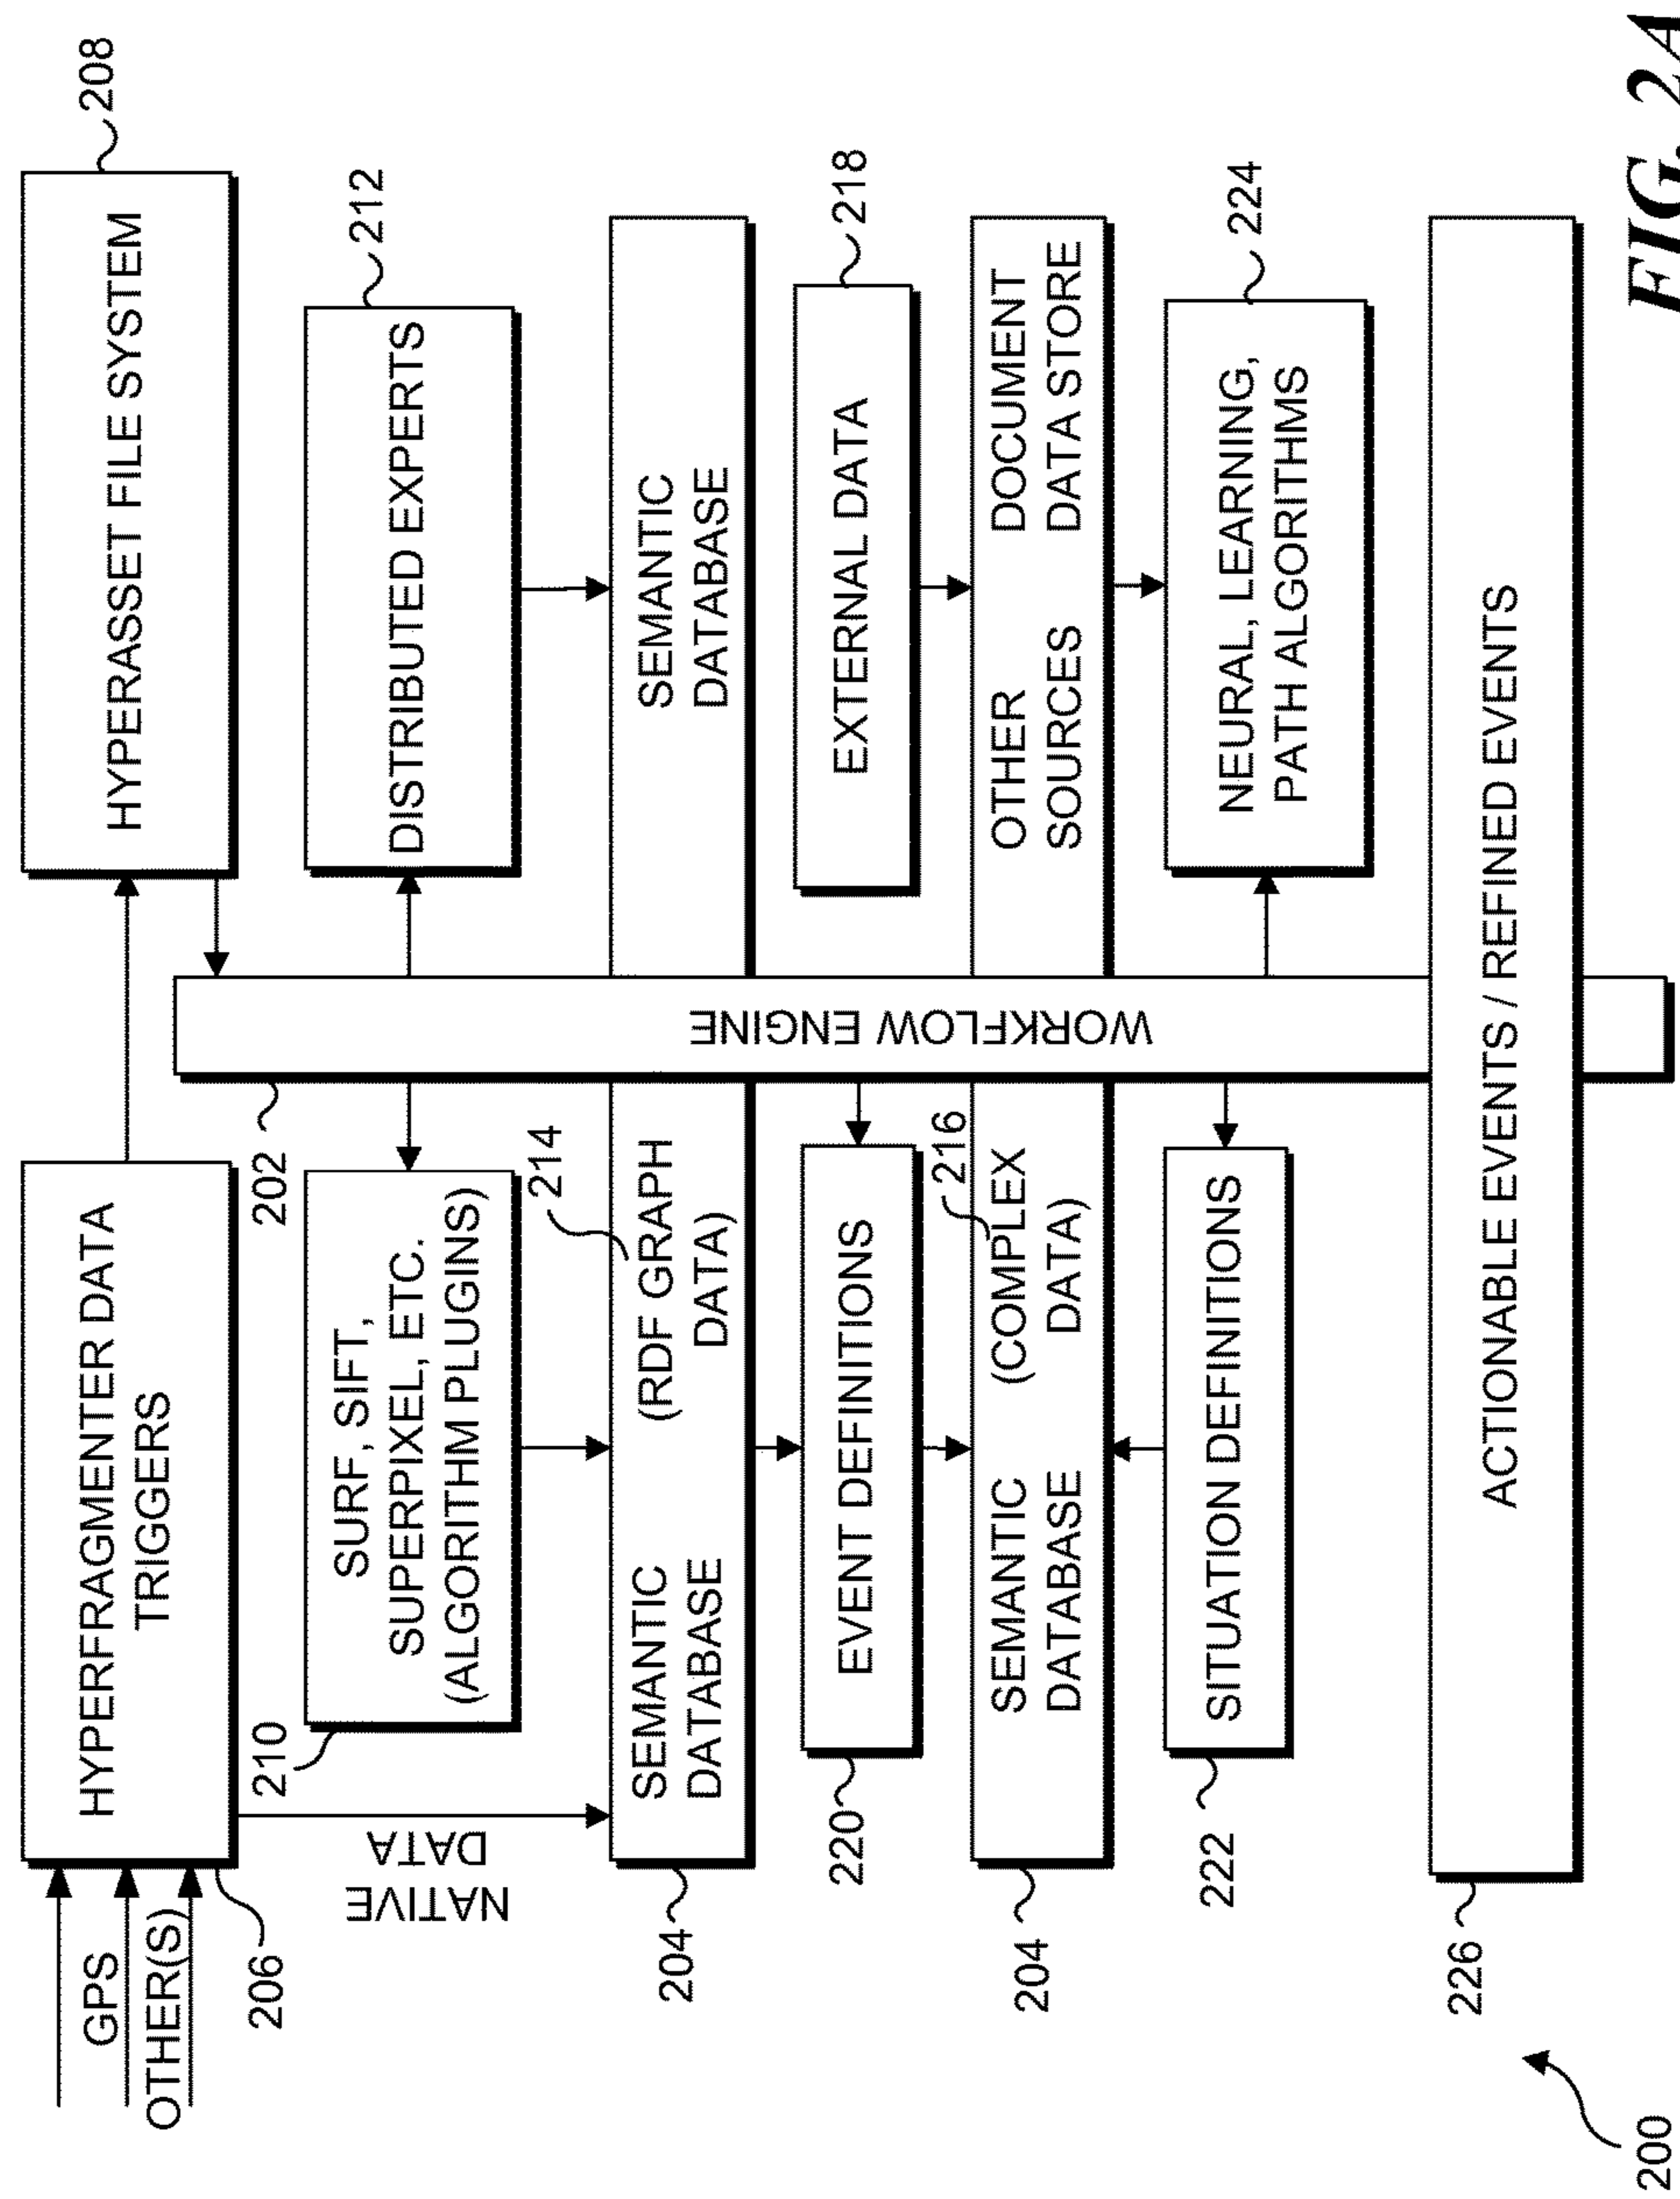 GPS
OTHER(S)
206
HYPERFRAGMENTER DATA
TRIGGERS
HYPERASSET FILE SYSTEM
208
202
WORKFLOW ENGINE
NATIVE
DATA
210
SURF, SIFT,
SUPERPIXEL, ETC.
(ALGORITHM PLUGINS)
DISTRIBUTED EXPERTS
212
204
SEMANTIC
DATABASE
214
(RDF GRAPH
DATA)
SEMANTIC
DATABASE
220
EVENT DEFINITIONS
EXTERNAL DATA
218
204
SEMANTIC
DATABASE
216
(COMPLEX
DATA)
OTHER
SOURCES
DOCUMENT
DATA STORE
222
SITUATION DEFINITIONS
NEURAL, LEARNING,
PATH ALGORITHMS
224
226
ACTIONABLE EVENTS / REFINED EVENTS
200
FIG. 2A